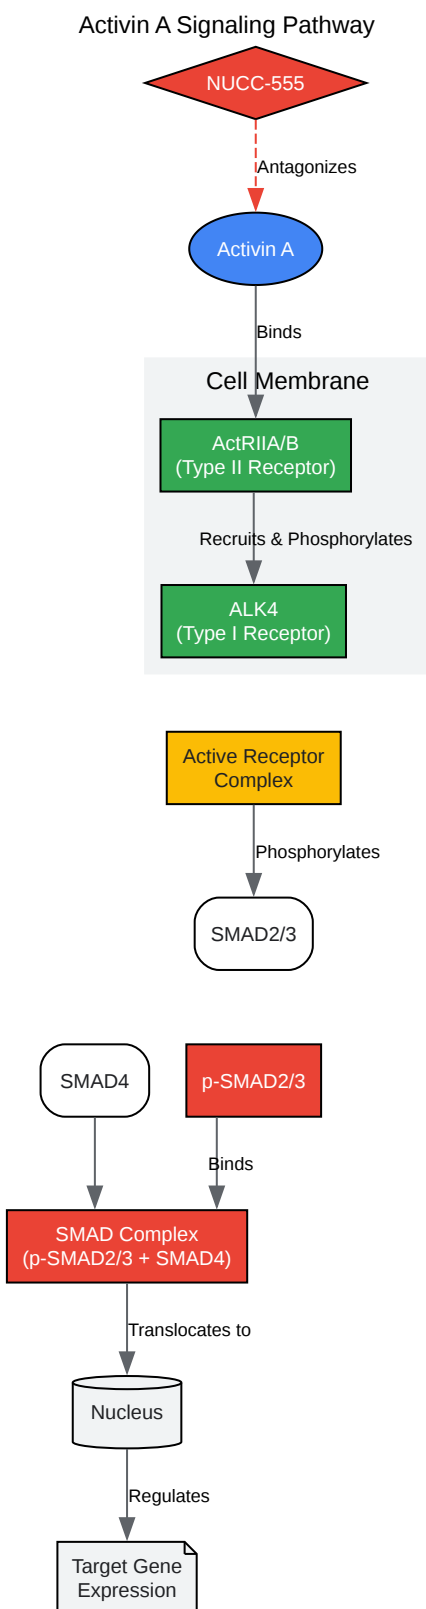 Activin A Signaling Pathway
NUCC-555
Antagonizes
Activin A
Binds
Cell Membrane
ActRIIA/B
(Type II Receptor)
Recruits & Phosphorylates
ALK4
(Type I Receptor)
Active Receptor
Complex
Phosphorylates
SMAD2/3
SMAD4
p-SMAD2/3
Binds
SMAD Complex
(p-SMAD2/3 + SMAD4)
Translocates to
Nucleus
Regulates
Target Gene
Expression